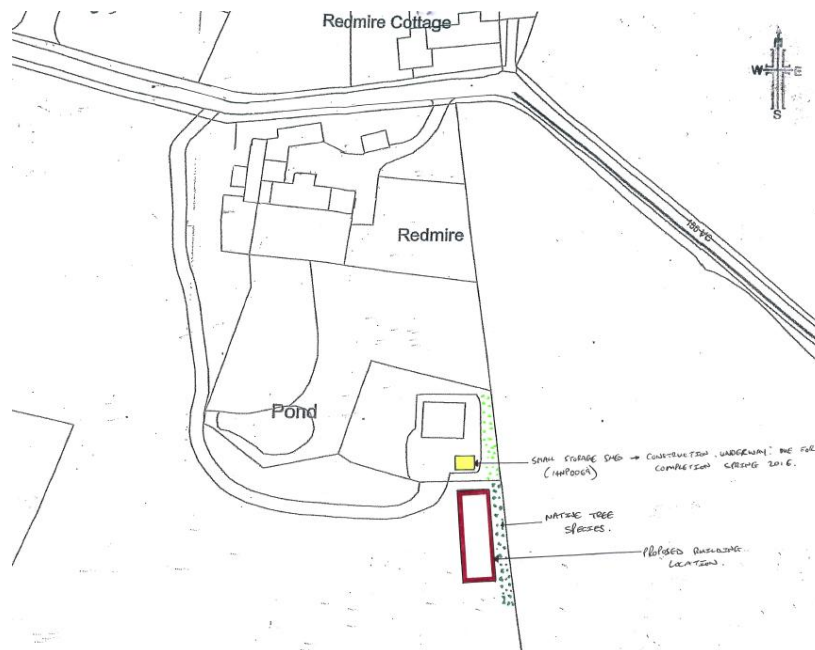 Redmire Cottage
N
W E
S
Redmire
Pond
SMALL STORAGE SHED → CONSTRUCTION UNDERWAY: DUE FOR
(14NP0069)
COMPLETION SPRING 2016.
NATIVE TREE
SPECIES.
PROPOSED BUILDING
LOCATION.